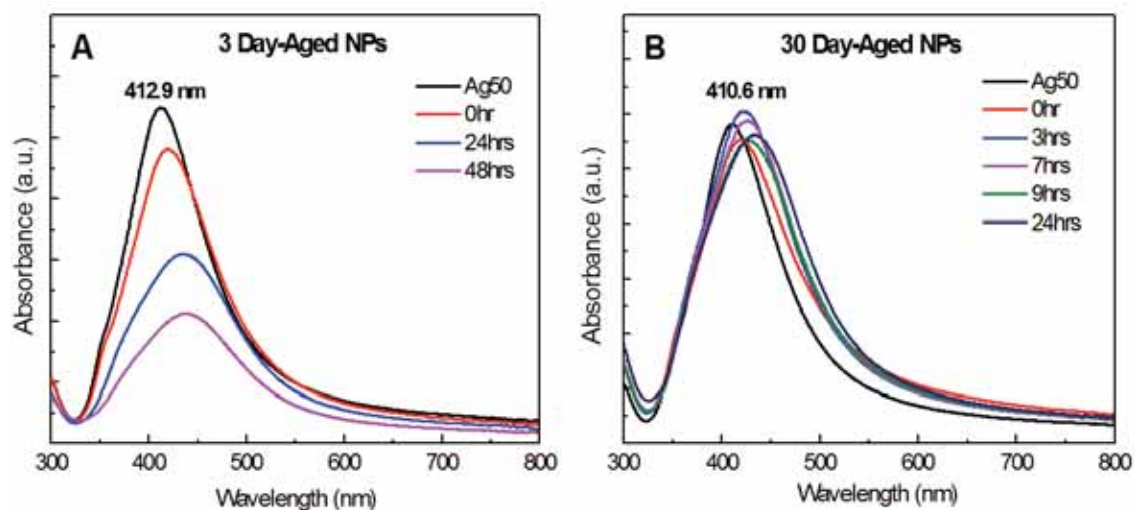 A
3 Day-Aged NPs
412.9 nm
Ag50
0hr
24hrs
48hrs
Absorbance (a.u.)
300 400 500 600 700 800
Wavelength (nm)
B
30 Day-Aged NPs
410.6 nm
Ag50
0hr
3hrs
7hrs
9hrs
24hrs
Absorbance (a.u.)
300 400 500 600 700 800
Wavelength (nm)